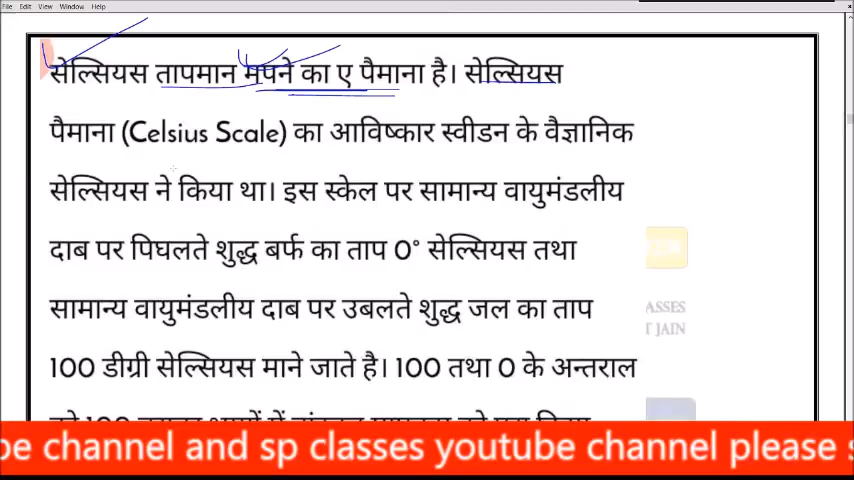 File Edit View Window Help
सेल्सियस तापमान मपने का ए पैमाना है। सेल्सियस
पैमाना (Celsius Scale) का आविष्कार स्वीडन के वैज्ञानिक
सेल्सियस ने किया था। इस स्केल पर सामान्य वायुमंडलीय
दाब पर पिघलते शुद्ध बर्फ का ताप 0° सेल्सियस तथा
सामान्य वायुमंडलीय दाब पर उबलते शुद्ध जल का ताप
ASSES
T JAIN
100 डीग्री सेल्सियस माने जाते है। 100 तथा 0 के अन्तराल
be channel and sp classes youtube channel please s